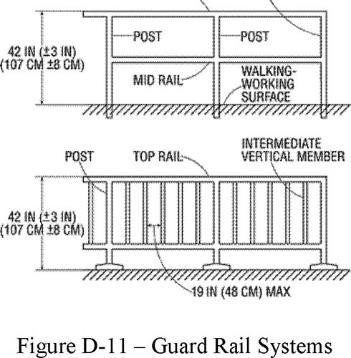 POST
POST
42 IN (±3 IN)
(107 CM ±8 CM)
MID RAIL
WALKING-
WORKING
SURFACE
POST
TOP RAIL
INTERMEDIATE
VERTICAL MEMBER
42 IN (±3 IN)
(107 CM ±8 CM)
19 IN (48 CM) MAX
Figure D-11 – Guard Rail Systems